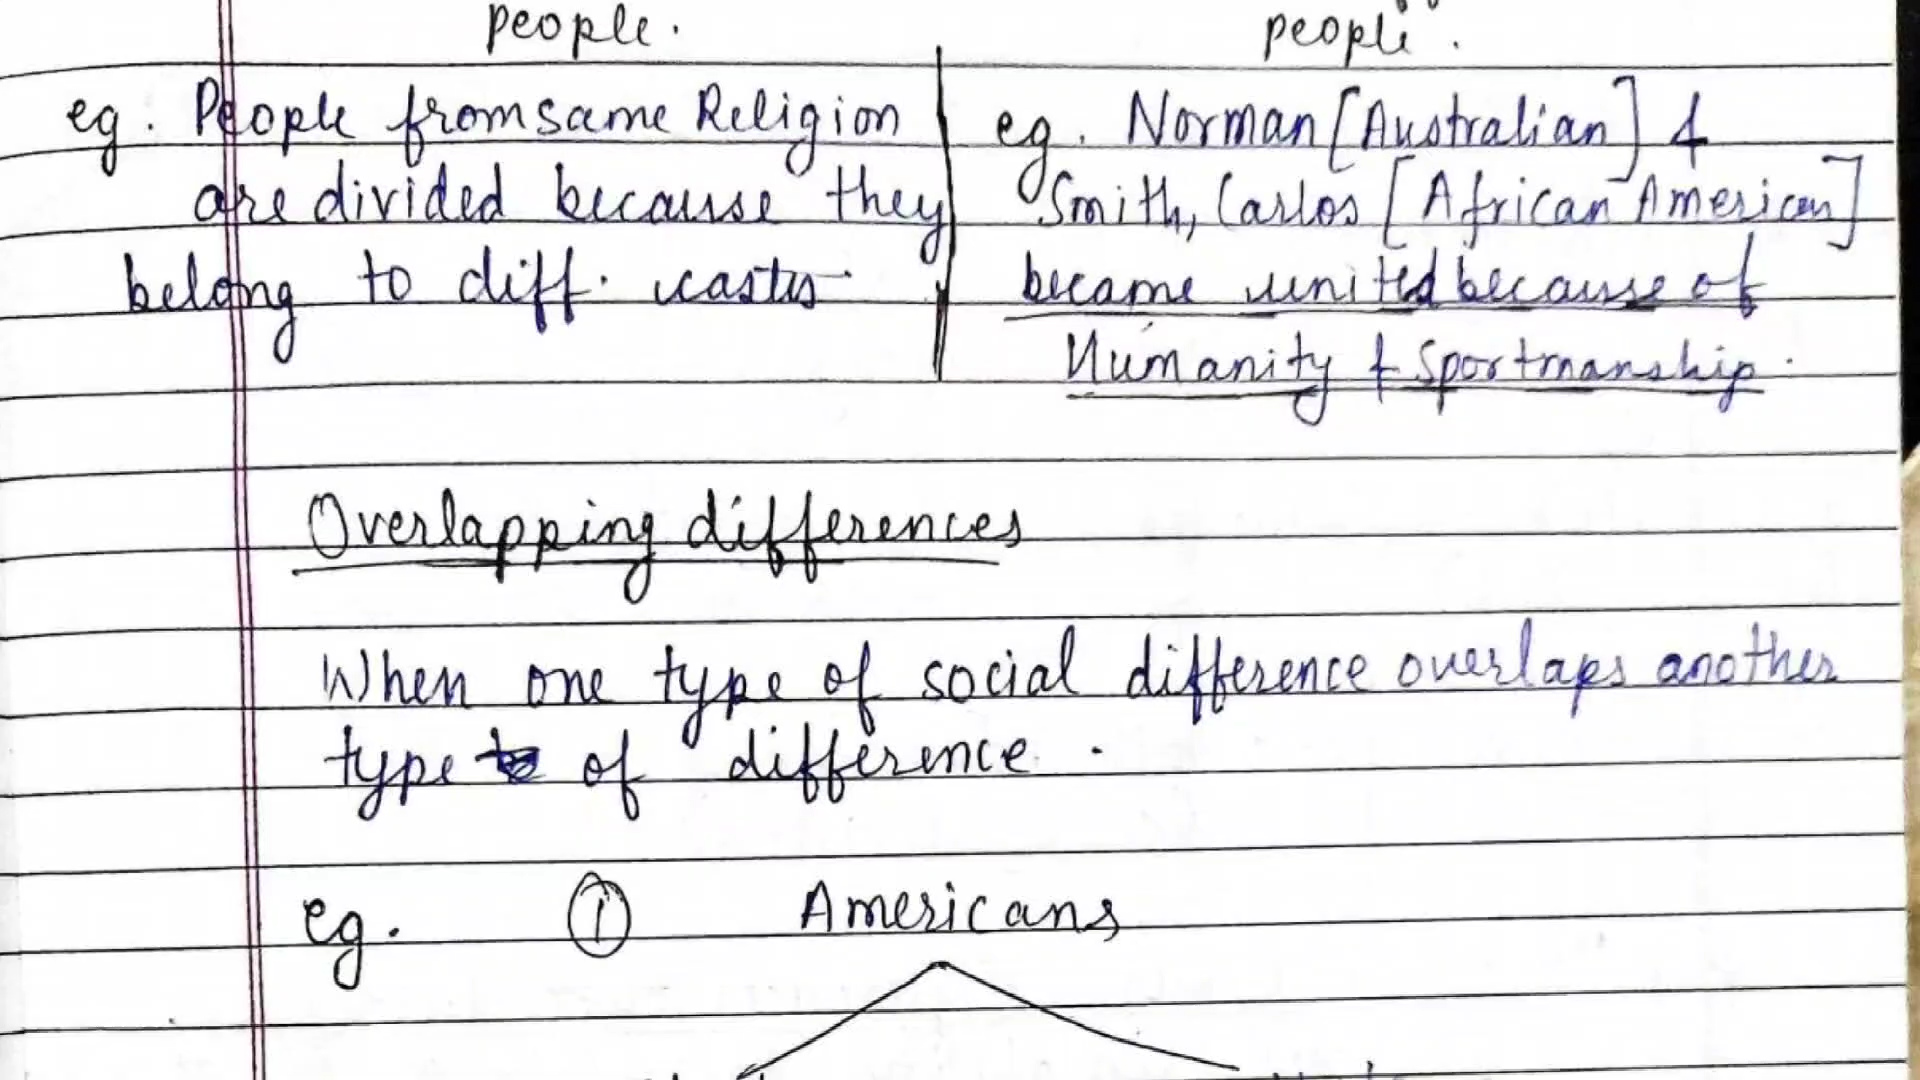 people.
people".
eg. People from same Religion
are divided because they
belong to diff. castes
eg. Norman [Australian] &
Smith, Carlos [African American]
became united because of
Humanity & Sportmanship.
Overlapping differences
When one type of social difference overlaps another
type of difference.
eg. 1 Americans